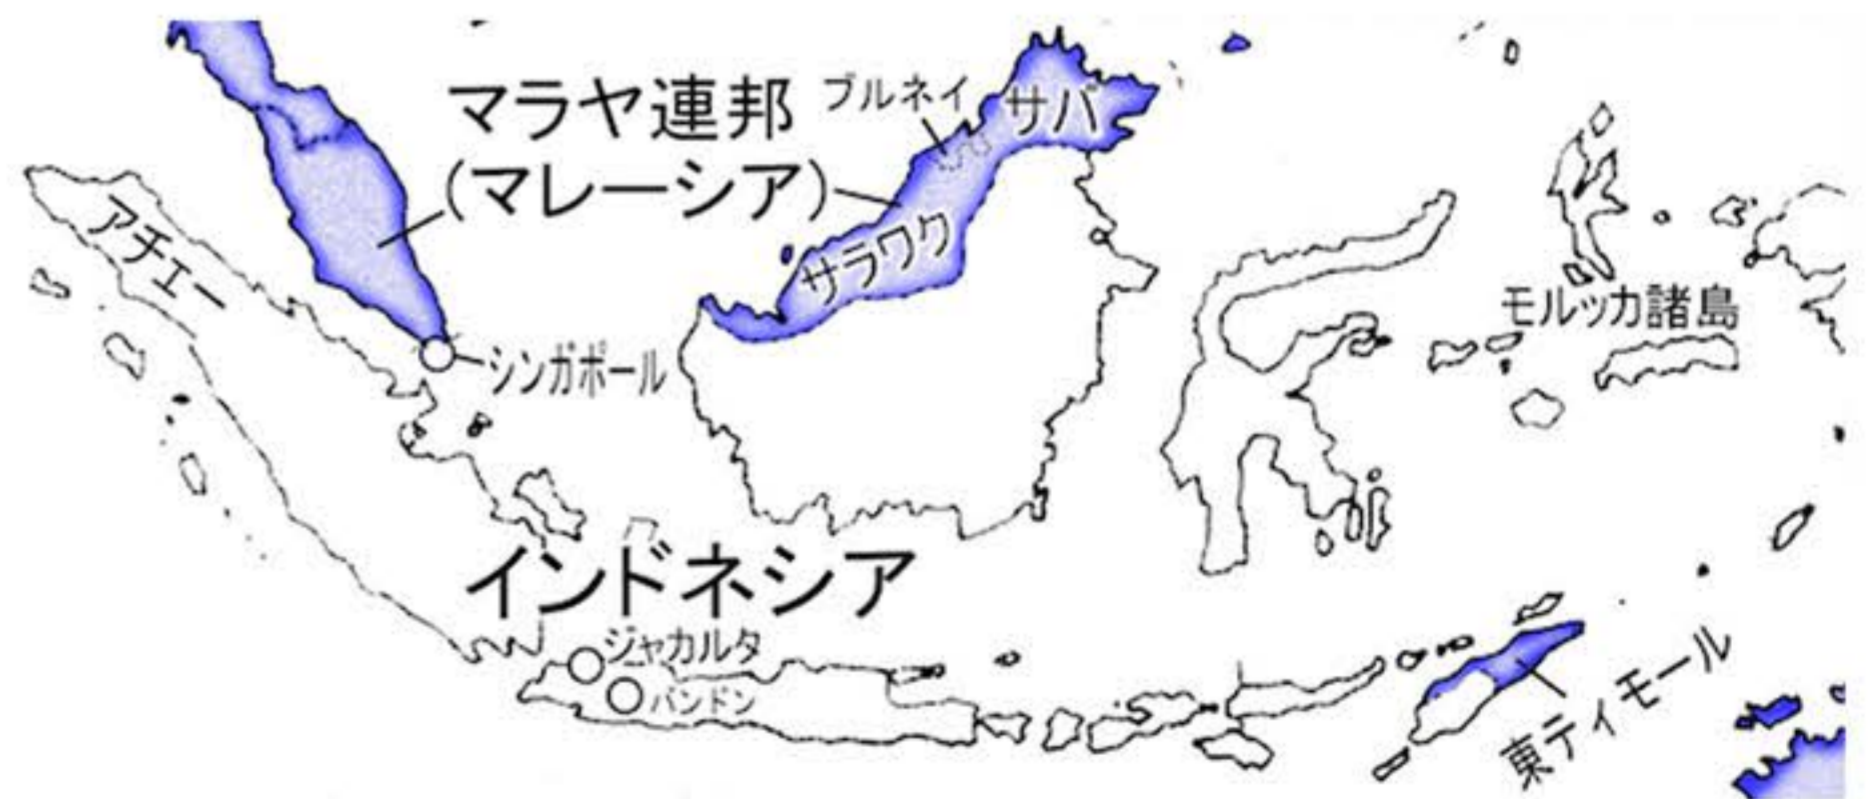 マラヤ連邦
(マレーシア)
ブルネイ
サバ
サラワク
アチェー
シンガポール
モルッカ諸島
インドネシア
ジャカルタ
バンドン
東ティモール